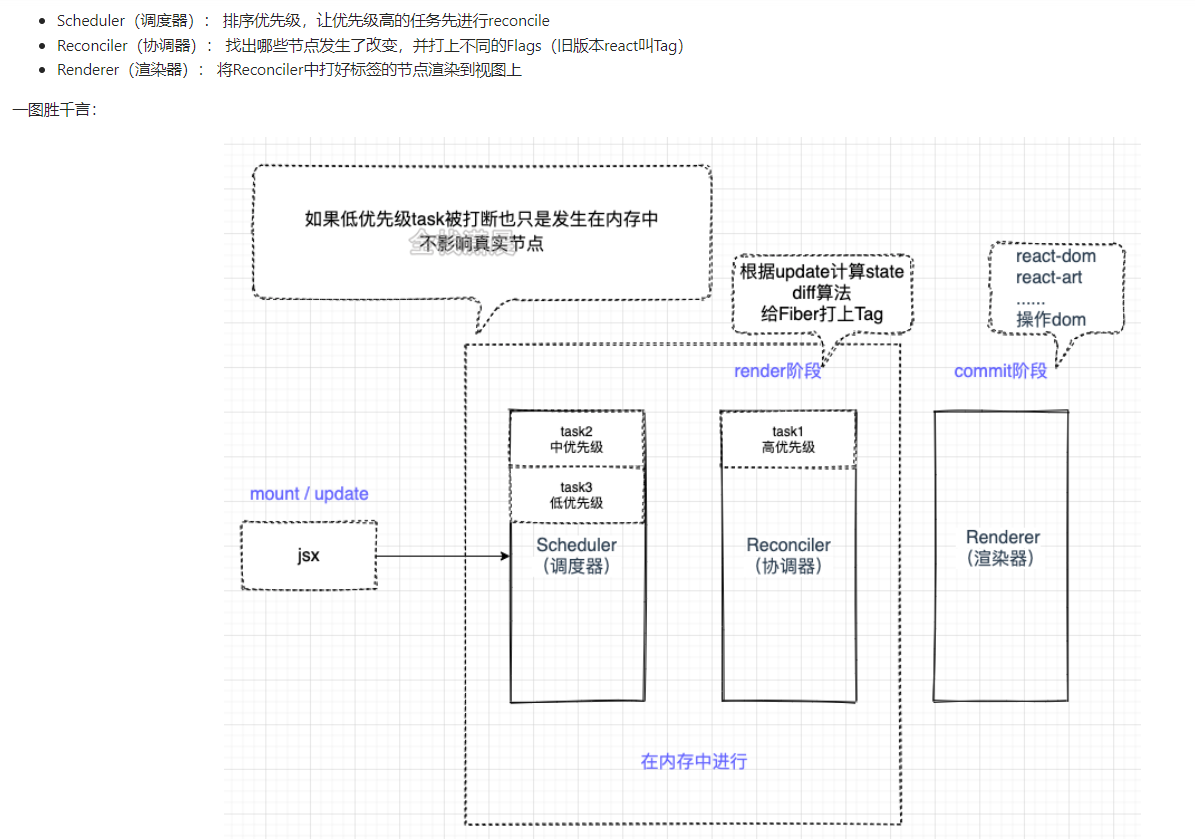 Scheduler（调度器）： 排序优先级，让优先级高的任务先进行reconcile
Reconciler（协调器）： 找出哪些节点发生了改变，并打上不同的Flags（旧版本react叫Tag）
Renderer（渲染器）： 将Reconciler中打好标签的节点渲染到视图上
一图胜千言：
如果低优先级task被打断也只是发生在内存中
不影响真实节点
根据update计算state
diff算法
给Fiber打上Tag
react-dom
react-art
......
操作dom
render阶段
commit阶段
task2
中优先级
task3
低优先级
Scheduler
（调度器）
task1
高优先级
Reconciler
（协调器）
Renderer
（渲染器）
mount / update
jsx
在内存中进行